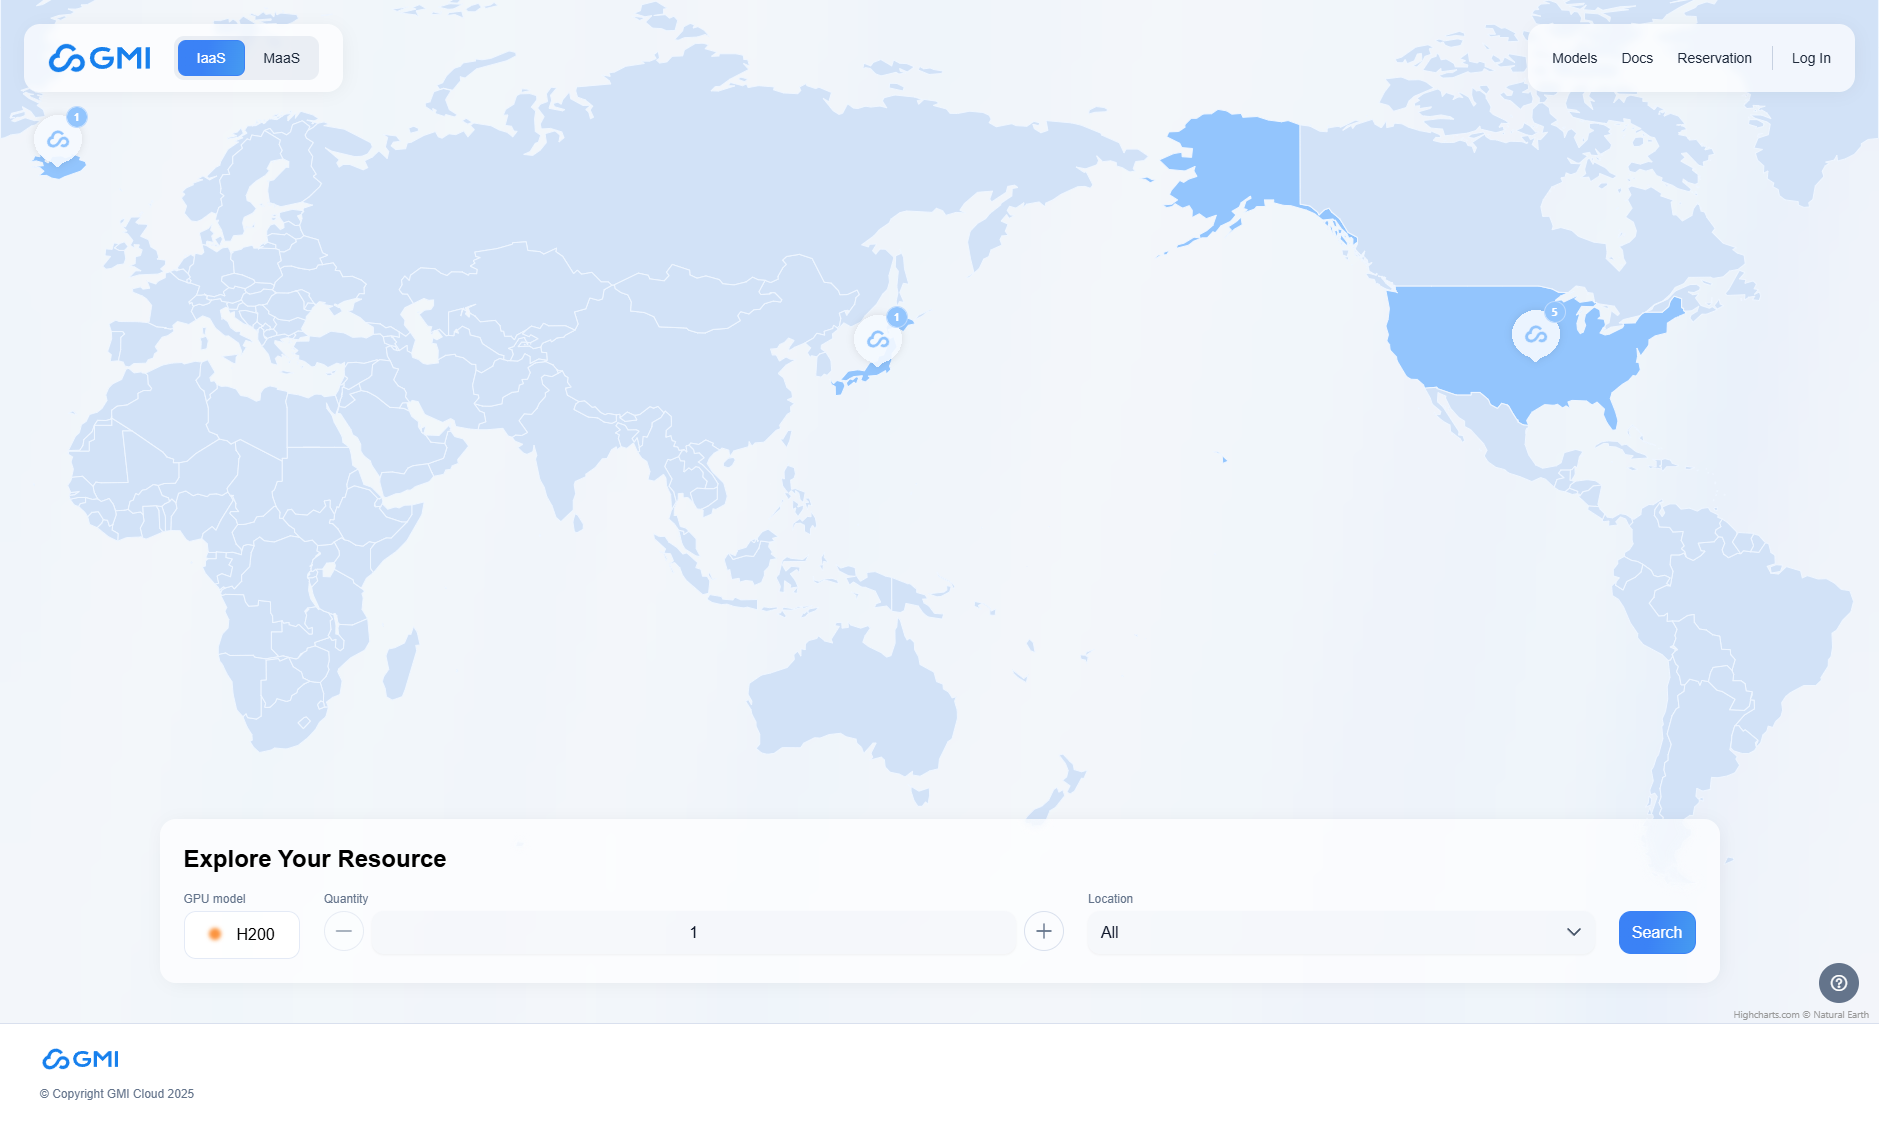 GMI
IaaS
MaaS
Models
Docs
Reservation
Log In
1
1
5
Explore Your Resource
GPU model
Quantity
Location
H200
1
All
Search
Highcharts.com © Natural Earth
GMI
© Copyright GMI Cloud 2025